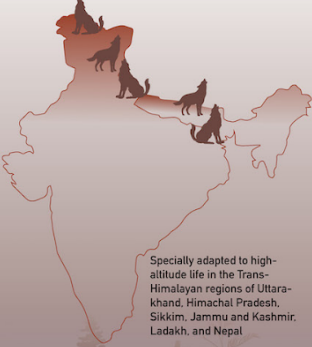 Specially adapted to high-
altitude life in the Trans-
Himalayan regions of Uttara-
khand, Himachal Pradesh,
Sikkim, Jammu and Kashmir,
Ladakh, and Nepal